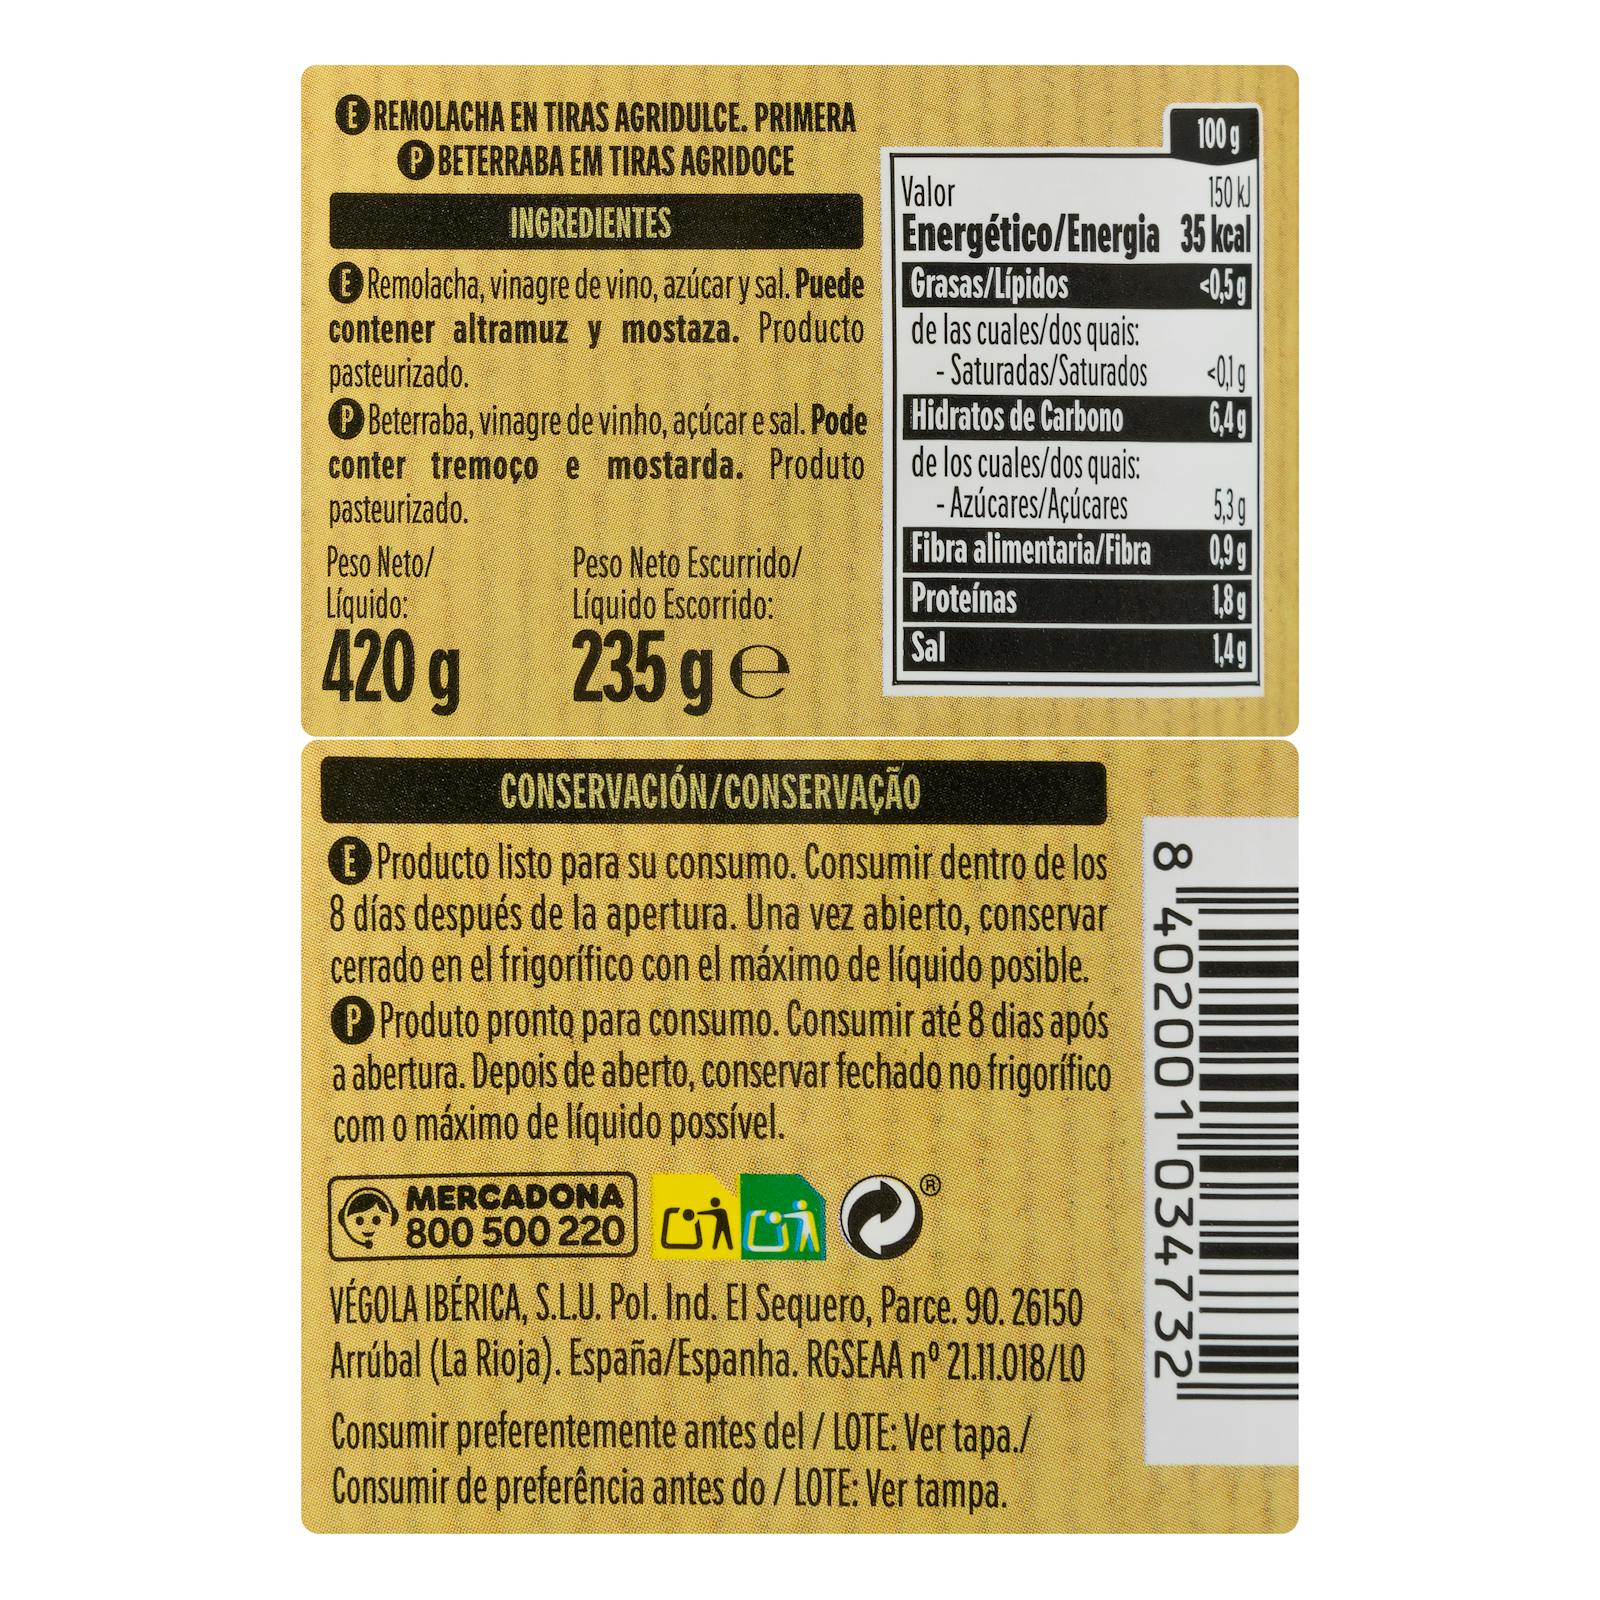 E REMOLACHA EN TIRAS AGRIDULCE. PRIMERA
P BETERRABA EM TIRAS AGRIDOCE
INGREDIENTES
E Remolacha, vinagre de vino, azúcar y sal. Puede
contener altramuz y mostaza. Producto
pasteurizado.
P Beterraba, vinagre de vinho, açúcar e sal. Pode
conter tremoço e mostarda. Produto
pasteurizado.
Peso Neto/
Líquido:
420 g
Peso Neto Escurrido/
Líquido Escorrido:
235 g ℮
100 g
Valor 150 kJ
Energético/Energia 35 kcal
Grasas/Lípidos <0,5 g
de las cuales/dos quais:
- Saturadas/Saturados <0,1 g
Hidratos de Carbono 6,4 g
de los cuales/dos quais:
- Azúcares/Açúcares 5,3 g
Fibra alimentaria/Fibra 0,9 g
Proteínas 1,8 g
Sal 1,4 g
CONSERVACIÓN/CONSERVAÇÃO
E Producto listo para su consumo. Consumir dentro de los
8 días después de la apertura. Una vez abierto, conservar
cerrado en el frigorífico con el máximo de líquido posible.
P Produto pronto para consumo. Consumir até 8 dias após
a abertura. Depois de aberto, conservar fechado no frigorífico
com o máximo de líquido possível.
MERCADONA
800 500 220
®
VÉGOLA IBÉRICA, S.L.U. Pol. Ind. El Sequero, Parce. 90. 26150
Arrúbal (La Rioja). España/Espanha. RGSEAA nº 21.11.018/LO
Consumir preferentemente antes del / LOTE: Ver tapa./
Consumir de preferência antes do / LOTE: Ver tampa.
8 402001 034732